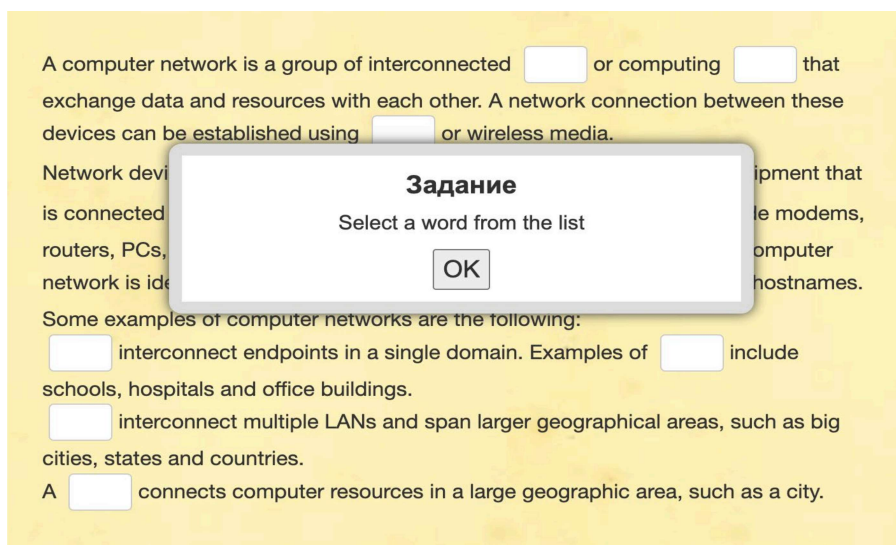 A computer network is a group of interconnected or computing that
exchange data and resources with each other. A network connection between these
devices can be established using or wireless media.
Network devi
ipment that
is connected
le modems,
routers, PCs,
omputer
network is ide
hostnames.
Задание
Select a word from the list
OK
Some examples of computer networks are the following:
interconnect endpoints in a single domain. Examples of include
schools, hospitals and office buildings.
interconnect multiple LANs and span larger geographical areas, such as big
cities, states and countries.
A connects computer resources in a large geographic area, such as a city.